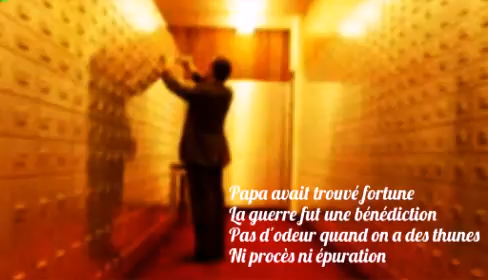 Papa avait trouvé fortune
La guerre fut une bénédiction
Pas d'odeur quand on a des thunes
Ni procès ni épuration